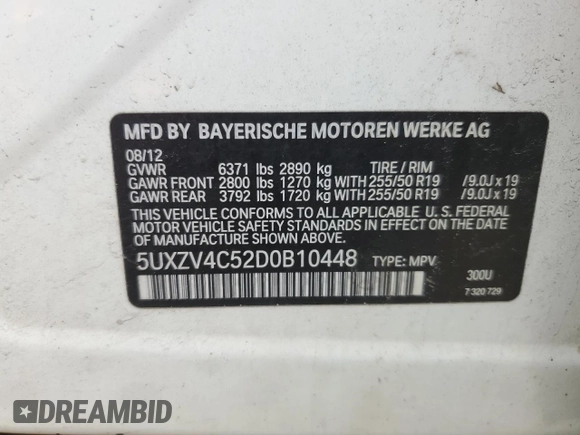 MFD BY BAYERISCHE MOTOREN WERKE AG
08/12
GVWR 6371 lbs 2890 kg TIRE / RIM
GAWR FRONT 2800 lbs 1270 kg WITH 255/50 R19 /9.0J x 19
GAWR REAR 3792 lbs 1720 kg WITH 255/50 R19 /9.0J x 19
THIS VEHICLE CONFORMS TO ALL APPLICABLE U. S. FEDERAL
MOTOR VEHICLE SAFETY STANDARDS IN EFFECT ON THE
DATE OF MANUFACTURE SHOWN ABOVE.
5UXZV4C52D0B10448 TYPE: MPV
300U
7 320 729
DREAMBID